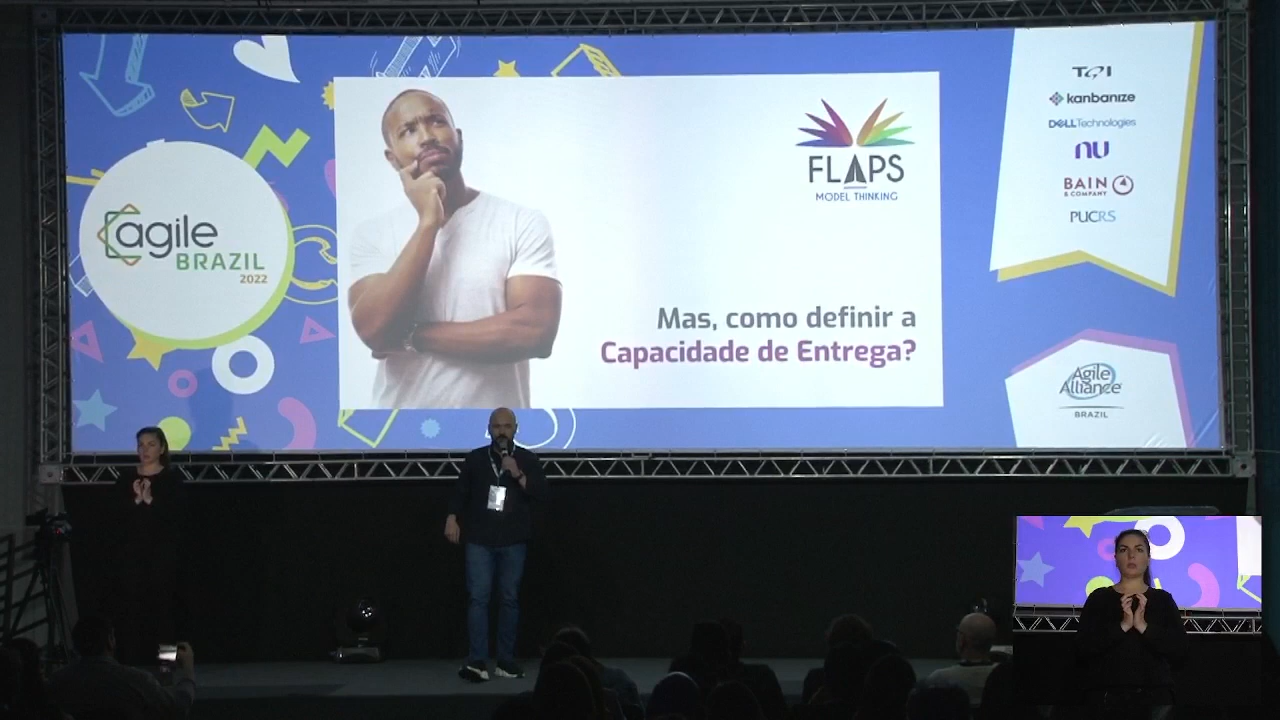 agile
BRAZIL
2022
FLAPS
MODEL THINKING
Mas, como definir a
Capacidade de Entrega?
TQI
kanbanize
DELL Technologies
nu
BAIN
& COMPANY
PUCRS
Agile
Alliance
BRAZIL